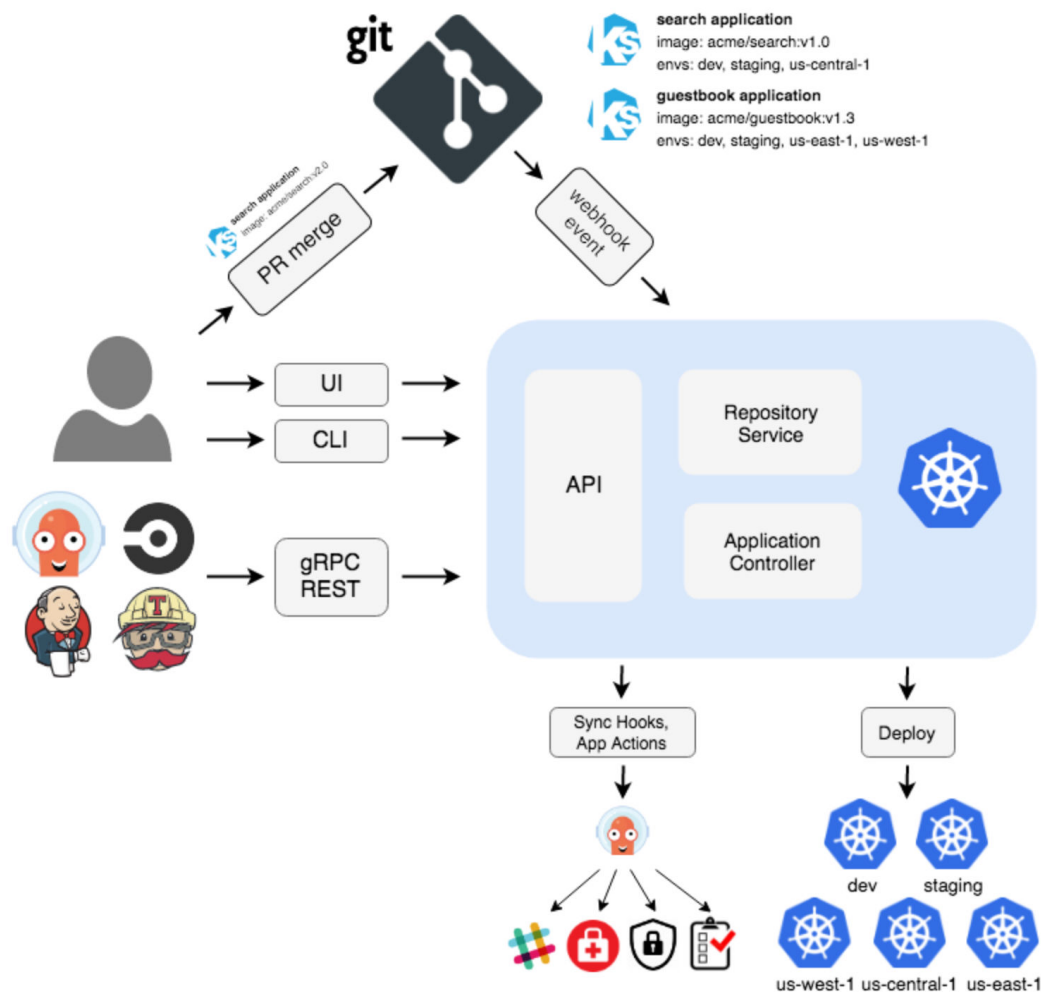 git
search application
image: acme/search:v1.0
envs: dev, staging, us-central-1
guestbook application
image: acme/guestbook:v1.3
envs: dev, staging, us-east-1, us-west-1
search application
image: acme/search:v2.0
PR merge
webhook
event
UI
CLI
gRPC
REST
API
Repository
Service
Application
Controller
Sync Hooks,
App Actions
Deploy
dev
staging
us-west-1
us-central-1
us-east-1
KS
KS
KS
T